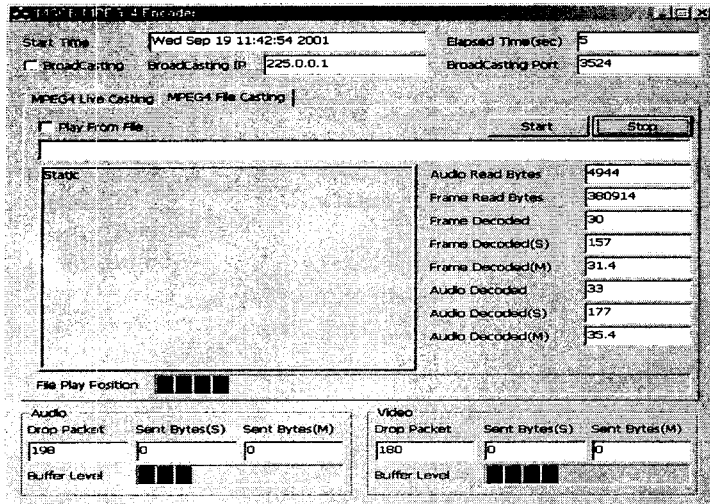 Encoder
Start Time Wed Sep 19 11:42:54 2001 Elapsed Time(sec) 5
BroadCasting BroadCasting IP 225.0.0.1 BroadCasting Port 3524
MPEG4 Live Casting MPEG4 File Casting
Play From File Start Stop
Static
Audio Read Bytes 4944
Frame Read Bytes 380914
Frame Decoded 30
Frame Decoded(S) 157
Frame Decoded(M) 31.4
Audio Decoded 33
Audio Decoded(S) 177
Audio Decoded(M) 35.4
File Play Position
Audio Video
Drop Packet Sent Bytes(S) Sent Bytes(M) Drop Packet Sent Bytes(S) Sent Bytes(M)
198 0 0 180 0 0
Buffer Level Buffer Level